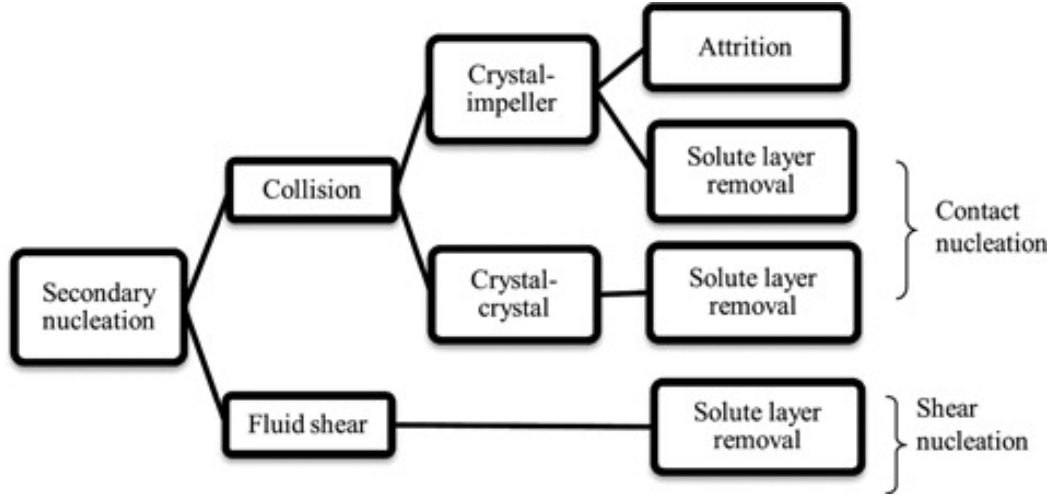 Secondary
nucleation
Collision
Fluid shear
Crystal-
impeller
Crystal-
crystal
Attrition
Solute layer
removal
Solute layer
removal
Solute layer
removal
Contact
nucleation
Shear
nucleation